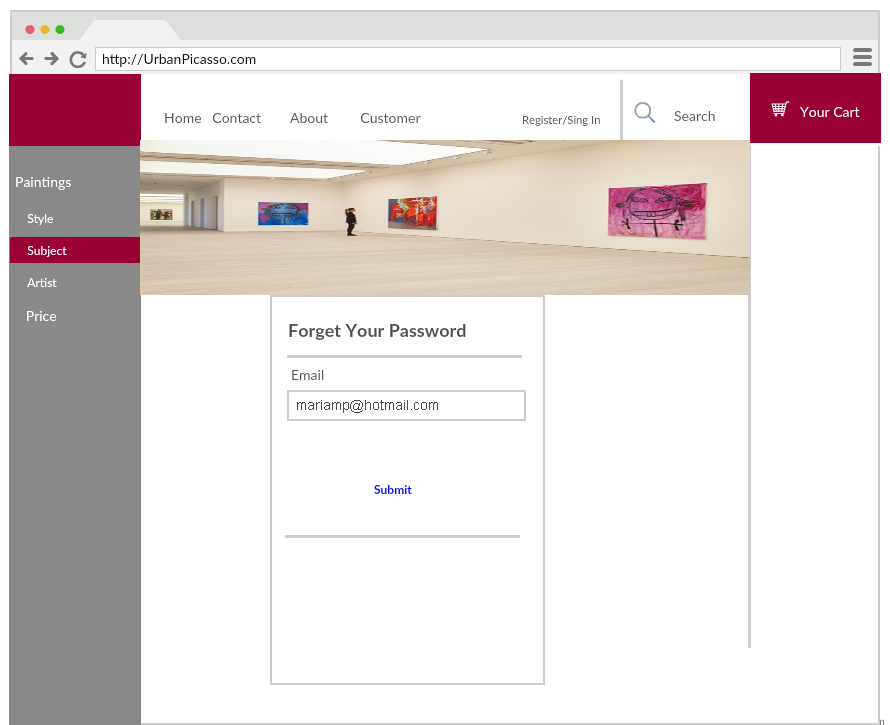 http://UrbanPicasso.com
Home Contact About Customer Register/Sing In Search Your Cart
Paintings
Style
Subject
Artist
Price
Forget Your Password
Email
mariamp@hotmail.com
Submit